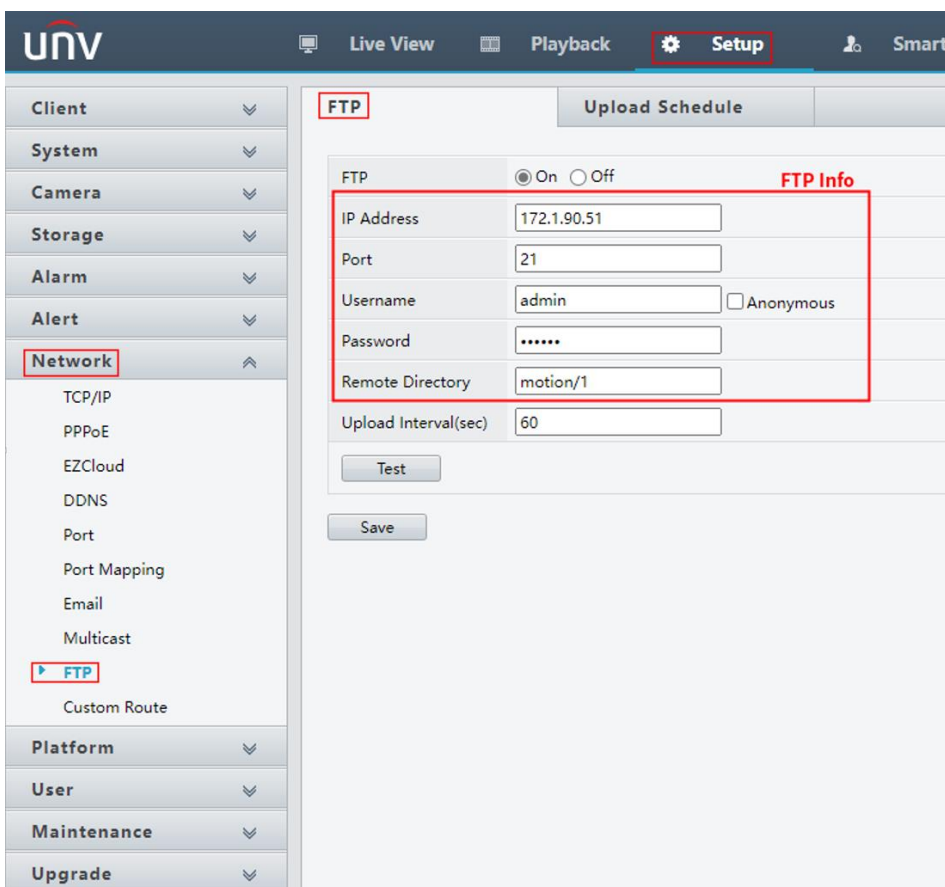 unv
Live View Playback Setup Smart
Client
System
Camera
Storage
Alarm
Alert
Network
TCP/IP
PPPoE
EZCloud
DDNS
Port
Port Mapping
Email
Multicast
FTP
Custom Route
Platform
User
Maintenance
Upgrade
FTP Upload Schedule
FTP On Off FTP Info
IP Address 172.1.90.51
Port 21
Username admin Anonymous
Password ••••••
Remote Directory motion/1
Upload Interval(sec) 60
Test
Save